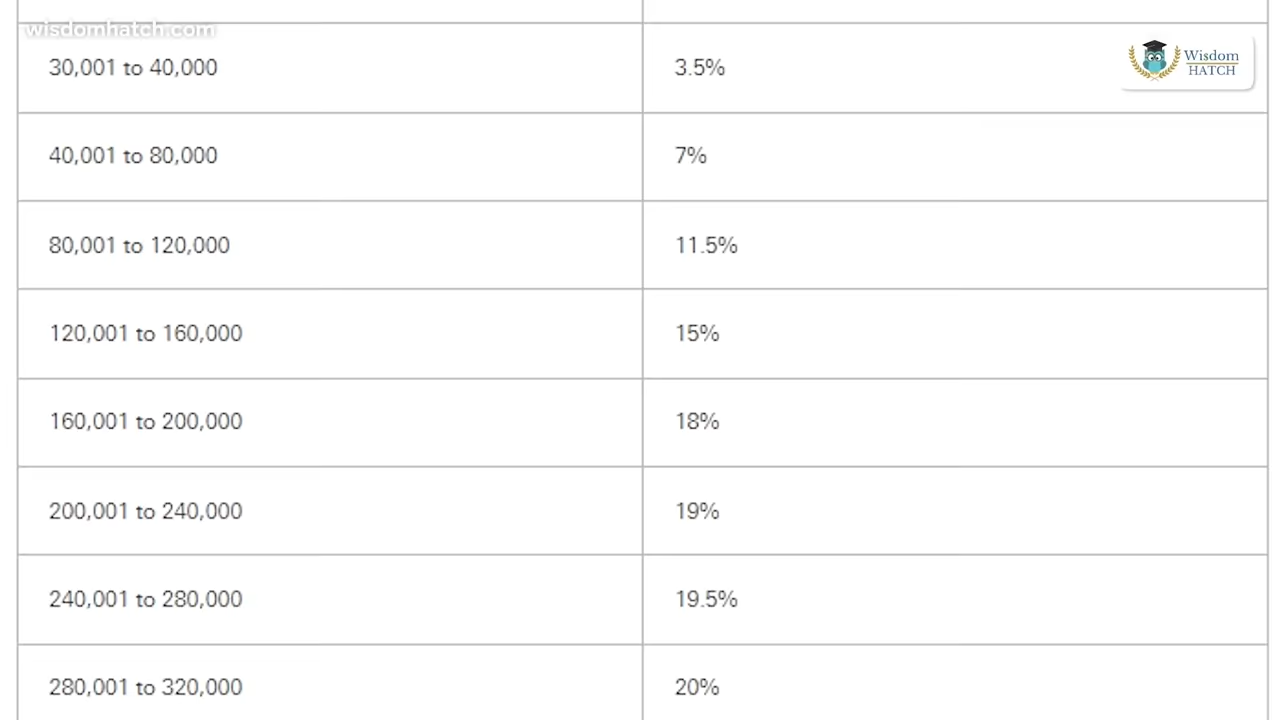 wisdomhatch.com
Wisdom
HATCH
30,001 to 40,000 3.5%
40,001 to 80,000 7%
80,001 to 120,000 11.5%
120,001 to 160,000 15%
160,001 to 200,000 18%
200,001 to 240,000 19%
240,001 to 280,000 19.5%
280,001 to 320,000 20%